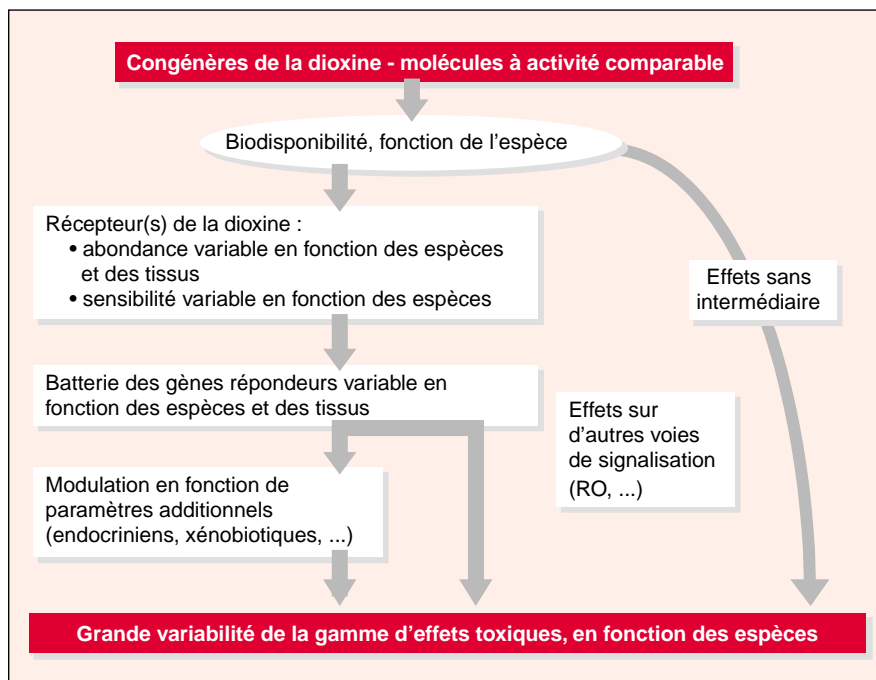 Congénères de la dioxine - molécules à activité comparable
Biodisponibilité, fonction de l'espèce
Récepteur(s) de la dioxine :
• abondance variable en fonction des espèces
et des tissus
• sensibilité variable en fonction des espèces
Effets sans
intermédiaire
Batterie des gènes répondeurs variable en
fonction des espèces et des tissus
Effets sur
d'autres voies
de signalisation
(RO, ...)
Modulation en fonction de
paramètres additionnels
(endocriniens, xénobiotiques, ...)
Grande variabilité de la gamme d'effets toxiques, en fonction des espèces